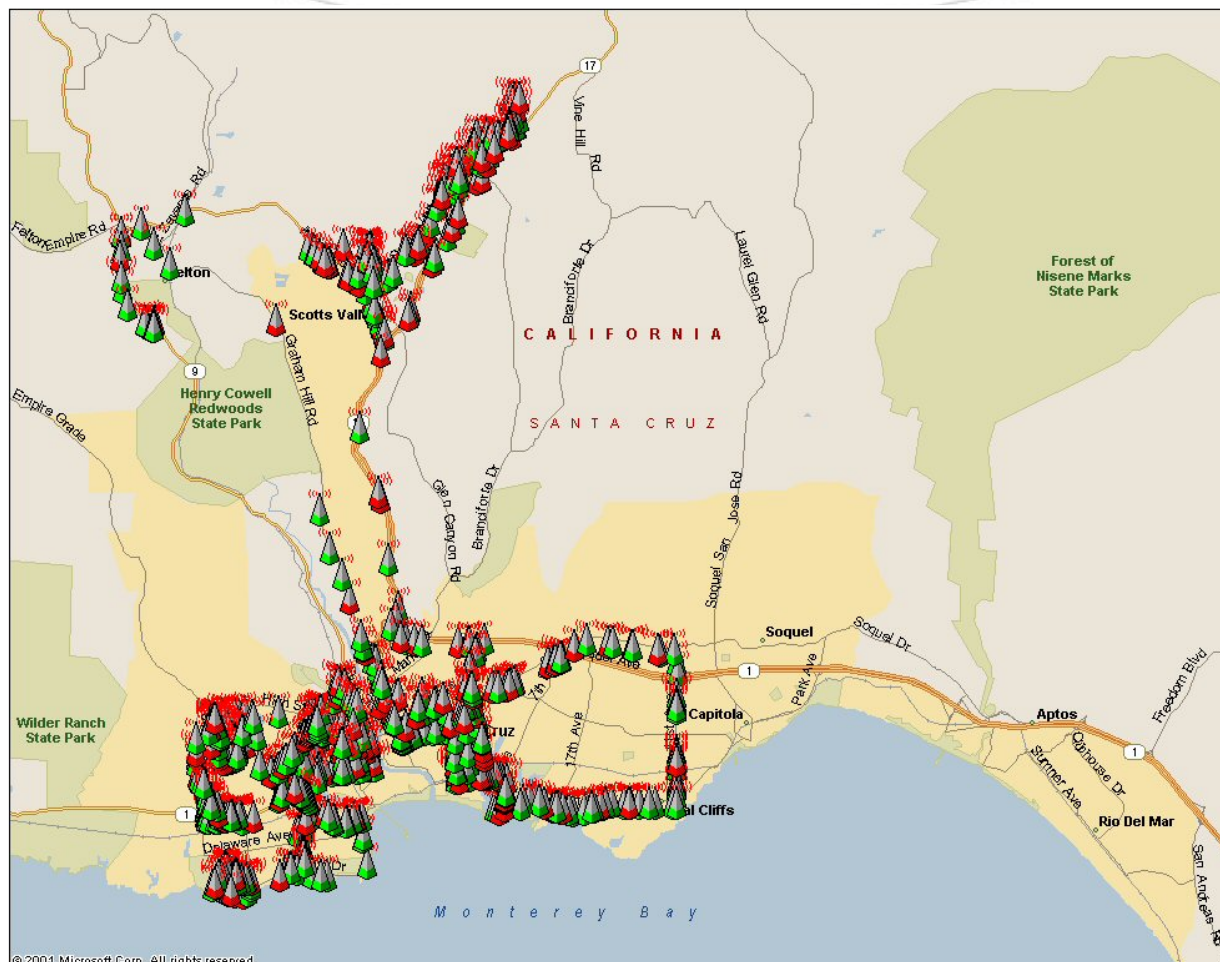 17
Vine Hill Rd
Felton Empire Rd
Laurel Glen Rd
Branciforte Dr
Forest of
Nisene Marks
State Park
elton
Scotts Vall
CALIFORNIA
Graham Hill Rd
9
Henry Cowell
Redwoods
State Park
Empire Grade
SANTA CRUZ
Glen Canyon Rd
Branciforte Dr
Soquel San Jose Rd
Soquel
Soquel Dr
1
Park Ave
Freedom Blvd
Wilder Ranch
State Park
17th Ave
7th
Capitola
Aptos
1
ruz
Sumner Ave
Clubhouse Dr
1
al Cliffs
Rio Del Mar
Delaware Ave
Dr
San Andreas Rd
Monterey Bay
© 2001 Microsoft Corp. All rights reserved.